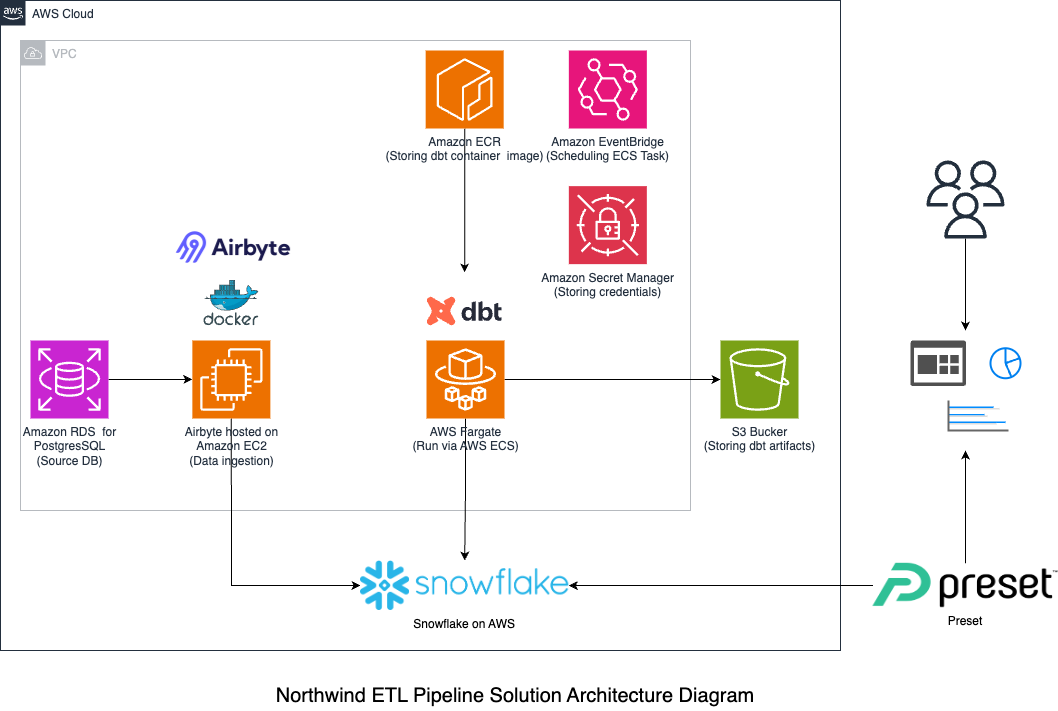 aws
AWS Cloud
VPC
Amazon ECR
(Storing dbt container image)
Amazon EventBridge
(Scheduling ECS Task)
Amazon Secret Manager
(Storing credentials)
Airbyte
docker
dbt
Amazon RDS for
PostgresSQL
(Source DB)
Airbyte hosted on
Amazon EC2
(Data ingestion)
AWS Fargate
(Run via AWS ECS)
S3 Bucker
(Storing dbt artifacts)
snowflake
Snowflake on AWS
preset™
Preset
Northwind ETL Pipeline Solution Architecture Diagram